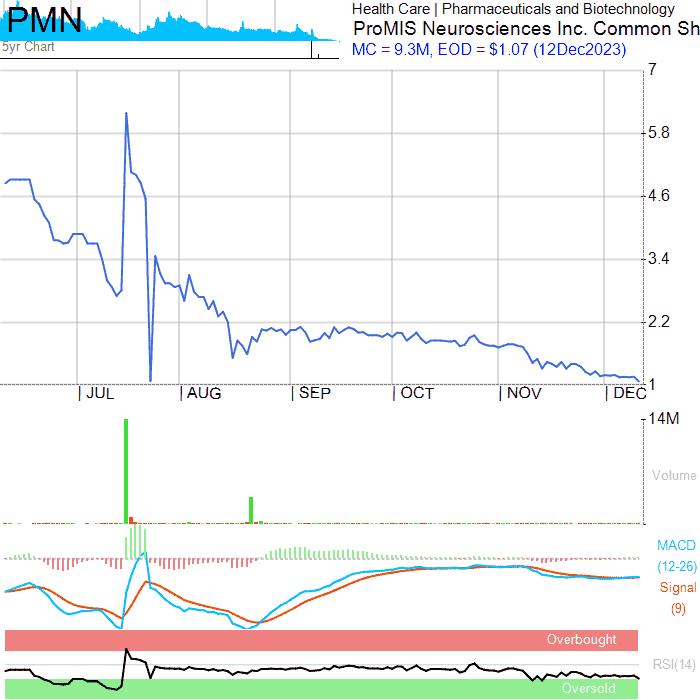 PMN
5yr Chart
Health Care | Pharmaceuticals and Biotechnology
ProMIS Neurosciences Inc. Common Sh
MC = 9.3M, EOD = $1.07 (12Dec2023)
7
5.8
4.6
3.4
2.2
1
JUL AUG SEP OCT NOV DEC
14M
Volume
MACD
(12-26)
Signal
(9)
Overbought
RSI(14)
Oversold